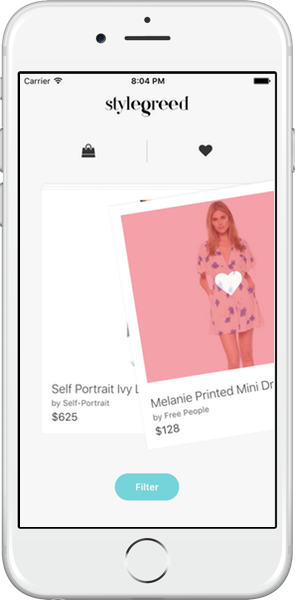 Carrier 8:04 PM
stylegreed
Self Portrait Ivy L
by Self-Portrait
$625
Melanie Printed Mini Dr
by Free People
$128
Filter